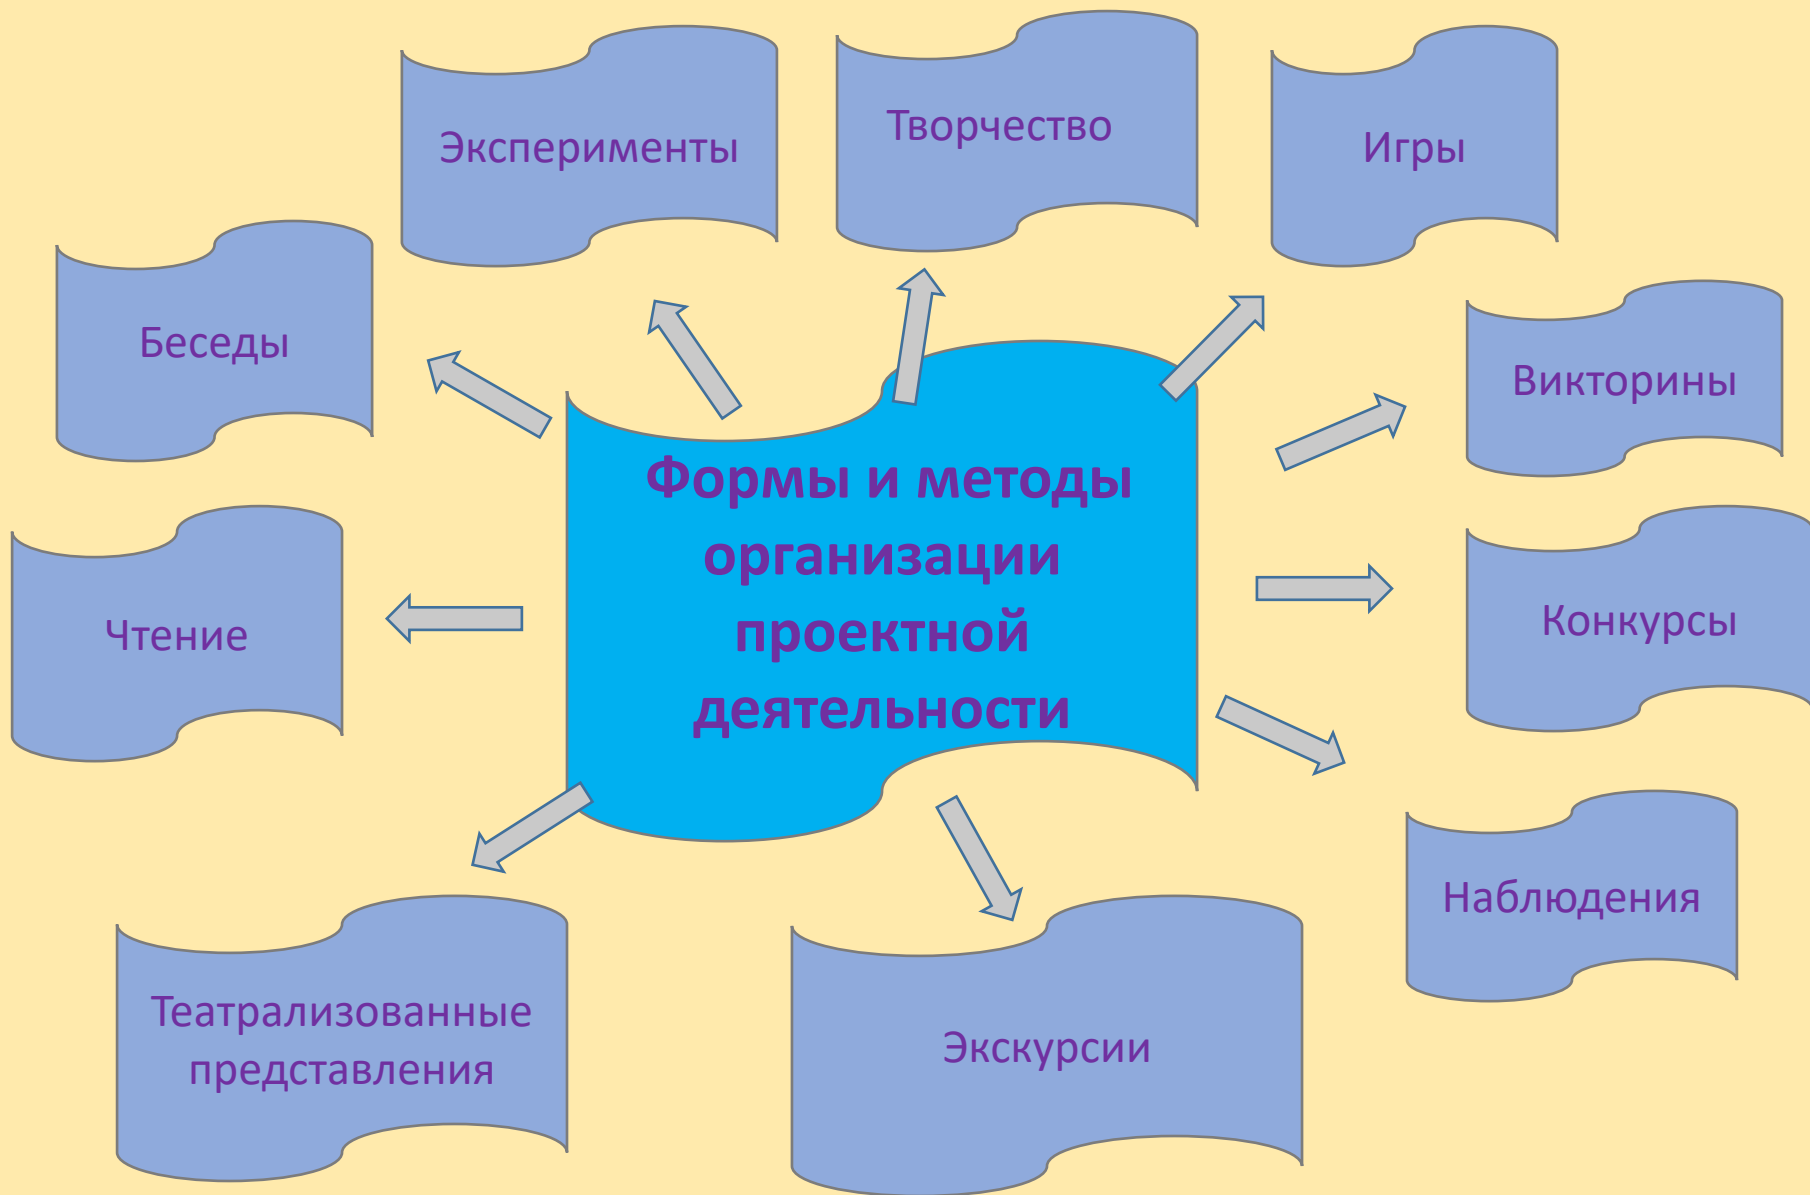 Эксперименты
Творчество
Игры
Беседы
Викторины
Формы и методы
организации
проектной
деятельности
Чтение
Конкурсы
Наблюдения
Театрализованные
представления
Экскурсии